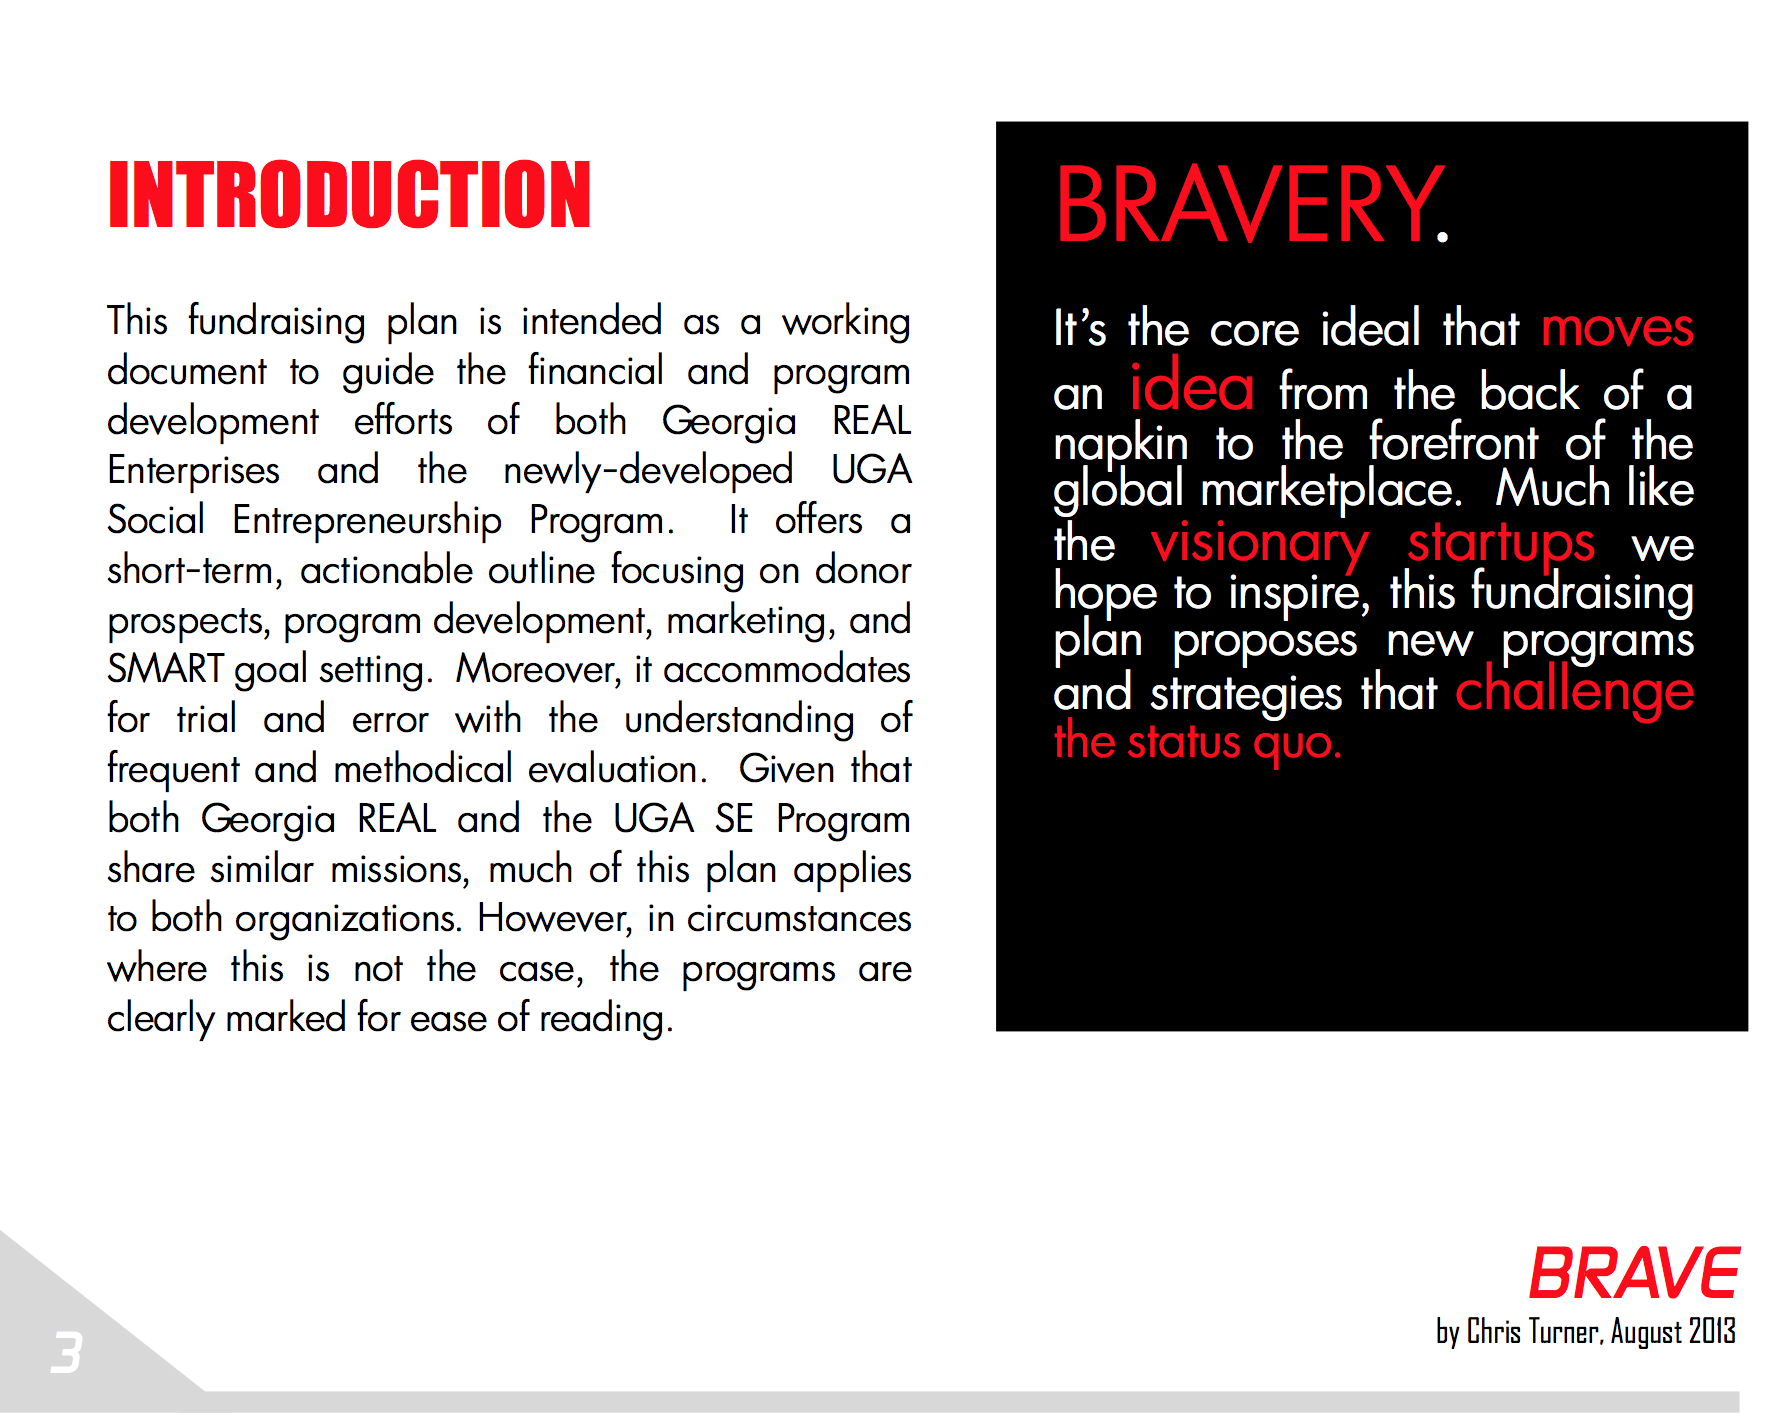 INTRODUCTION
This fundraising plan is intended as a working
document to guide the financial and program
development efforts of both Georgia REAL
Enterprises and the newly-developed UGA
Social Entrepreneurship Program. It offers a
short-term, actionable outline focusing on donor
prospects, program development, marketing, and
SMART goal setting. Moreover, it accommodates
for trial and error with the understanding of
frequent and methodical evaluation. Given that
both Georgia REAL and the UGA SE Program
share similar missions, much of this plan applies
to both organizations. However, in circumstances
where this is not the case, the programs are
clearly marked for ease of reading.
BRAVERY.
It's the core ideal that moves
an idea from the back of a
napkin to the forefront of the
global marketplace. Much like
the visionary startups we
hope to inspire, this fundraising
plan proposes new programs
and strategies that challenge
the status quo.
BRAVE
by Chris Turner, August 2013
3